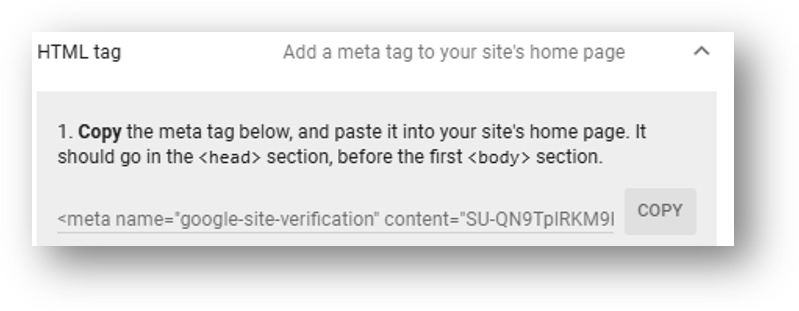 HTML tag Add a meta tag to your site's home page
1. Copy the meta tag below, and paste it into your site's home page. It
should go in the <head> section, before the first <body> section.
<meta name="google-site-verification" content="SU-QN9TpIRKM9I
COPY